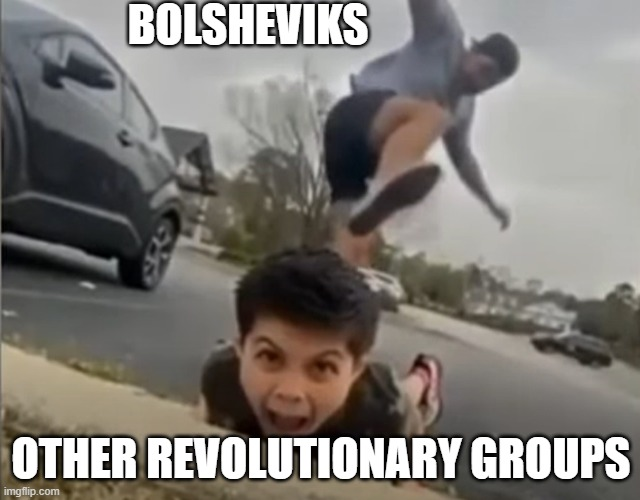 BOLSHEVIKS
OTHER REVOLUTIONARY GROUPS
imgflip.com